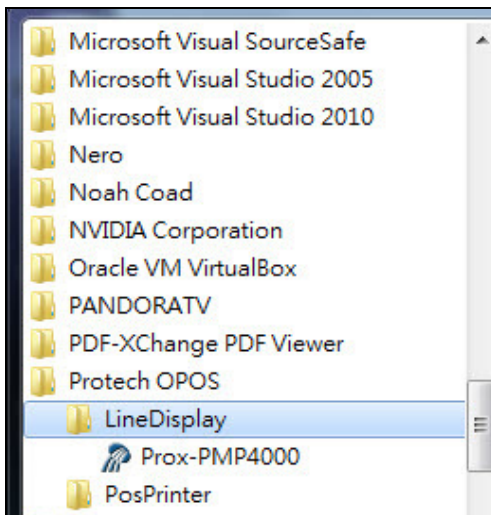 Microsoft Visual SourceSafe
Microsoft Visual Studio 2005
Microsoft Visual Studio 2010
Nero
Noah Coad
NVIDIA Corporation
Oracle VM VirtualBox
PANDORATV
PDF-XChange PDF Viewer
Protech OPOS
LineDisplay
Prox-PMP4000
PosPrinter